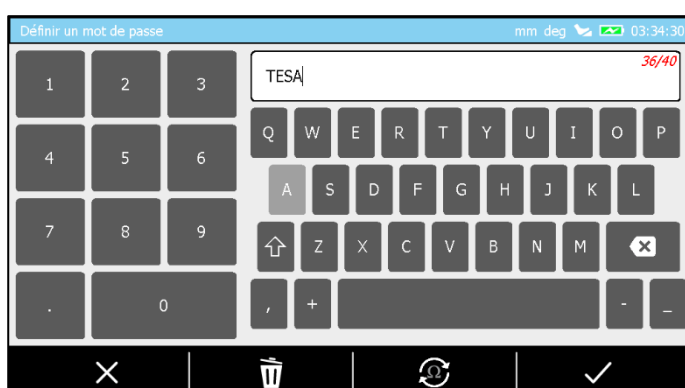 Définir un mot de passe mm deg 03:34:30
TESA 36/40
1 2 3
Q W E R T Y U I O P
4 5 6
A S D F G H J K L
7 8 9
Z X C V B N M
. 0
, + - _
Ω